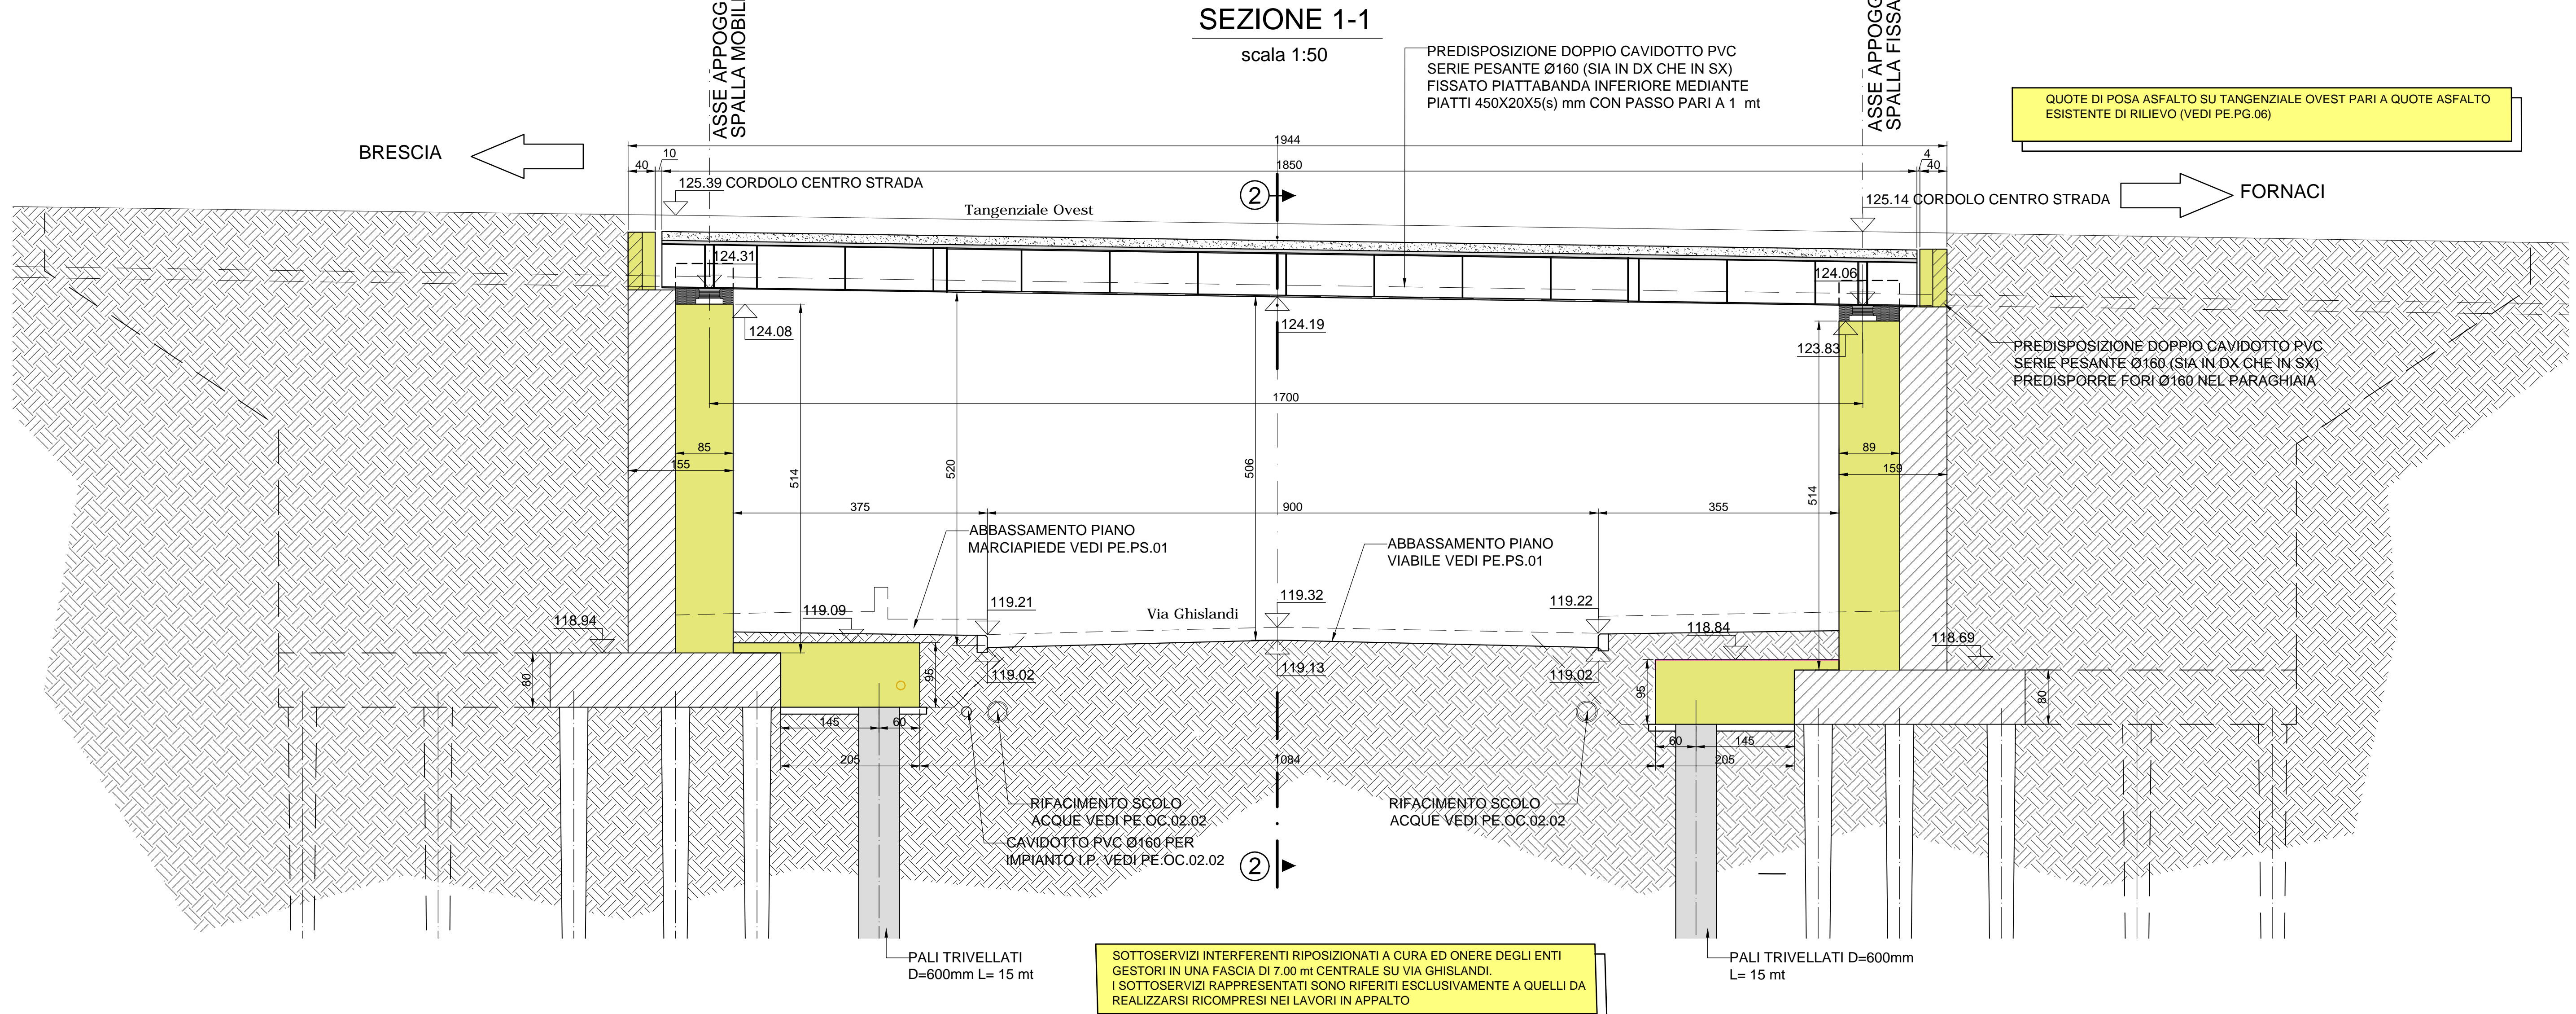 SEZIONE 1-1
scala 1:50
ASSE APPOGG
SPALLA MOBIL
ASSE APPOGG
SPALLA FISSA
PREDISPOSIZIONE DOPPIO CAVIDOTTO PVC
SERIE PESANTE Ø160 (SIA IN DX CHE IN SX)
FISSATO PIATTABANDA INFERIORE MEDIANTE
PIATTI 450X20X5(s) mm CON PASSO PARI A 1 mt
QUOTE DI POSA ASFALTO SU TANGENZIALE OVEST PARI A QUOTE ASFALTO
ESISTENTE DI RILIEVO (VEDI PE.PG.06)
BRESCIA
FORNACI
1944
40
10
1850
4
40
125.39 CORDOLO CENTRO STRADA
2
125.14 CORDOLO CENTRO STRADA
Tangenziale Ovest
124.31
124.06
124.08
124.19
123.83
PREDISPOSIZIONE DOPPIO CAVIDOTTO PVC
SERIE PESANTE Ø160 (SIA IN DX CHE IN SX)
PREDISPORRE FORI Ø160 NEL PARAGHIAIA
1700
85
155
514
520
506
514
89
159
375
900
355
ABBASSAMENTO PIANO
MARCIAPIEDE VEDI PE.PS.01
ABBASSAMENTO PIANO
VIABILE VEDI PE.PS.01
118.94
119.09
119.21
Via Ghislandi
119.32
119.22
118.84
118.69
80
95
119.02
119.13
119.02
95
80
145
60
60
145
205
1084
205
RIFACIMENTO SCOLO
ACQUE VEDI PE.OC.02.02
RIFACIMENTO SCOLO
ACQUE VEDI PE.OC.02.02
CAVIDOTTO PVC Ø160 PER
IMPIANTO I.P. VEDI PE.OC.02.02
2
PALI TRIVELLATI
D=600mm L= 15 mt
PALI TRIVELLATI D=600mm
L= 15 mt
SOTTOSERVIZI INTERFERENTI RIPOSIZIONATI A CURA ED ONERE DEGLI ENTI
GESTORI IN UNA FASCIA DI 7.00 mt CENTRALE SU VIA GHISLANDI.
I SOTTOSERVIZI RAPPRESENTATI SONO RIFERITI ESCLUSIVAMENTE A QUELLI DA
REALIZZARSI RICOMPRESI NEI LAVORI IN APPALTO